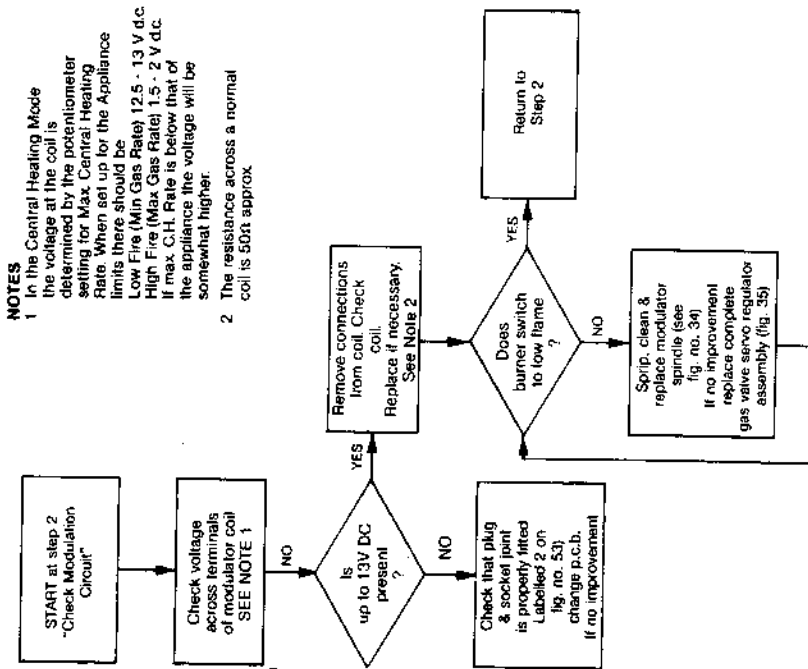 NOTES
1 In the Central Heating Mode
the voltage at the coil is
determined by the potentiometer
setting for Max. Central Heating
Rate. When set up for the Appliance
limits there should be
Low Fire (Min Gas Rate) 12.5 - 13 V d.c.
High Fire (Max Gas Rate) 1.5 - 2 V d.c.
If max C.H. Rate is below that of
the appliance the voltage will be
somewhat higher.
2 The resistance across a normal
coil is 50Ω approx
START at step 2
"Check Modulation
Circuit"
Check voltage
across terminals
of modulator coil
SEE NOTE 1
NO
Is
up to 13V DC
present
?
YES
NO
Remove connections
from coil. Check
coil.
Replace if necessary.
See Note 2
Check that plug
& socket joint
is properly fitted
Labelled 2 on
fig. no. 53)
change p.c.b.
If no improvement
Does
burner switch
to low flame
?
YES
Return to
Step 2
NO
Sprip, clean &
replace modulator
spindle (see
fig. no. 34)
If no improvement
replace complete
gas valve servo regulator
assembly (fig. 35)